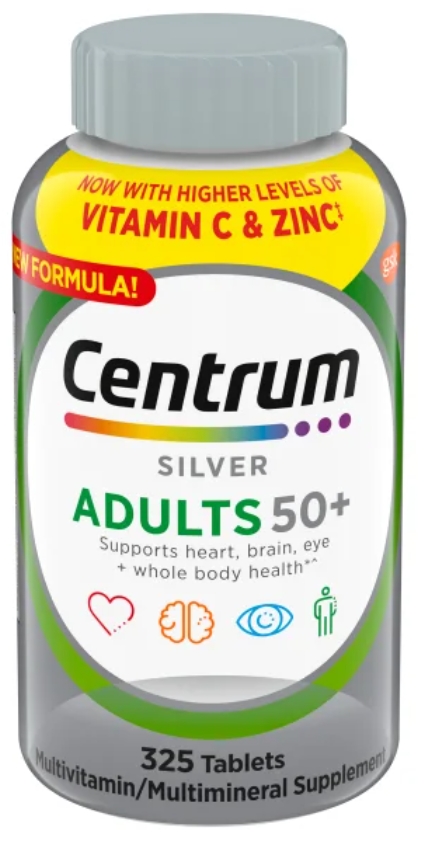 NOW WITH HIGHER LEVELS OF
VITAMIN C & ZINC‡
FORMULA!
gsk
Centrum
SILVER
ADULTS 50+
Supports heart, brain, eye
+ whole body health*^
325 Tablets
Multivitamin/Multimineral Supplement